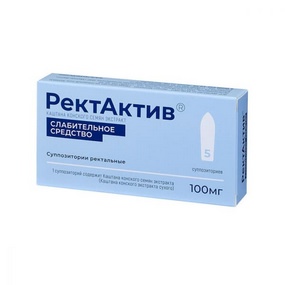 РектАктив®
КАШТАНА КОНСКОГО СЕМЯН ЭКСТРАКТ
СЛАБИТЕЛЬНОЕ
СРЕДСТВО
Суппозитории ректальные
5
суппозиториев
1 суппозиторий содержит Каштана конского семян экстракта
(Каштана конского экстракта сухого)
100мг